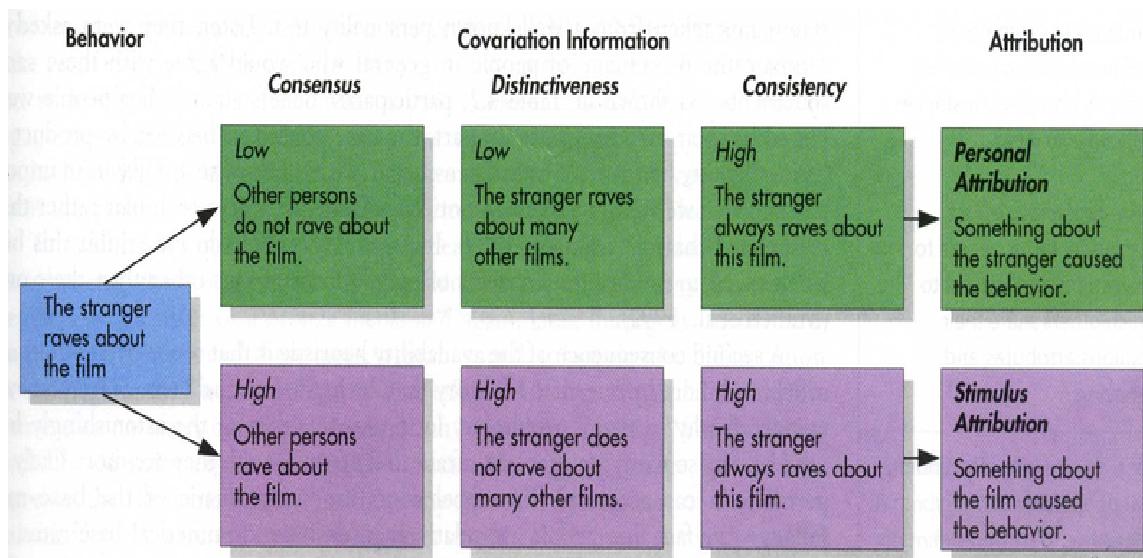 Behavior
Covariation Information
Attribution
Consensus
Distinctiveness
Consistency
The stranger
raves about
the film
Low
Other persons
do not rave about
the film.
Low
The stranger raves
about many
other films.
High
The stranger
always raves about
this film.
Personal
Attribution
Something about
the stranger caused
the behavior.
High
Other persons
rave about
the film.
High
The stranger does
not rave about
many other films.
High
The stranger
always raves about
this film.
Stimulus
Attribution
Something about
the film caused
the behavior.